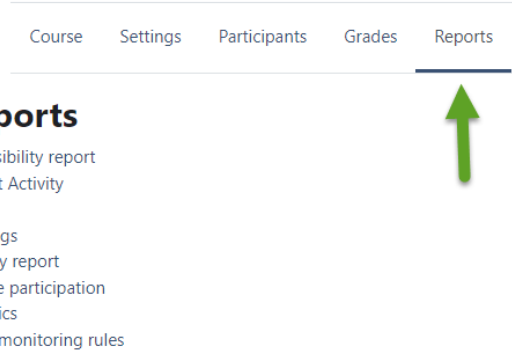 Course Settings Participants Grades Reports
ports
sibility report
t Activity
gs
y report
e participation
ics
monitoring rules